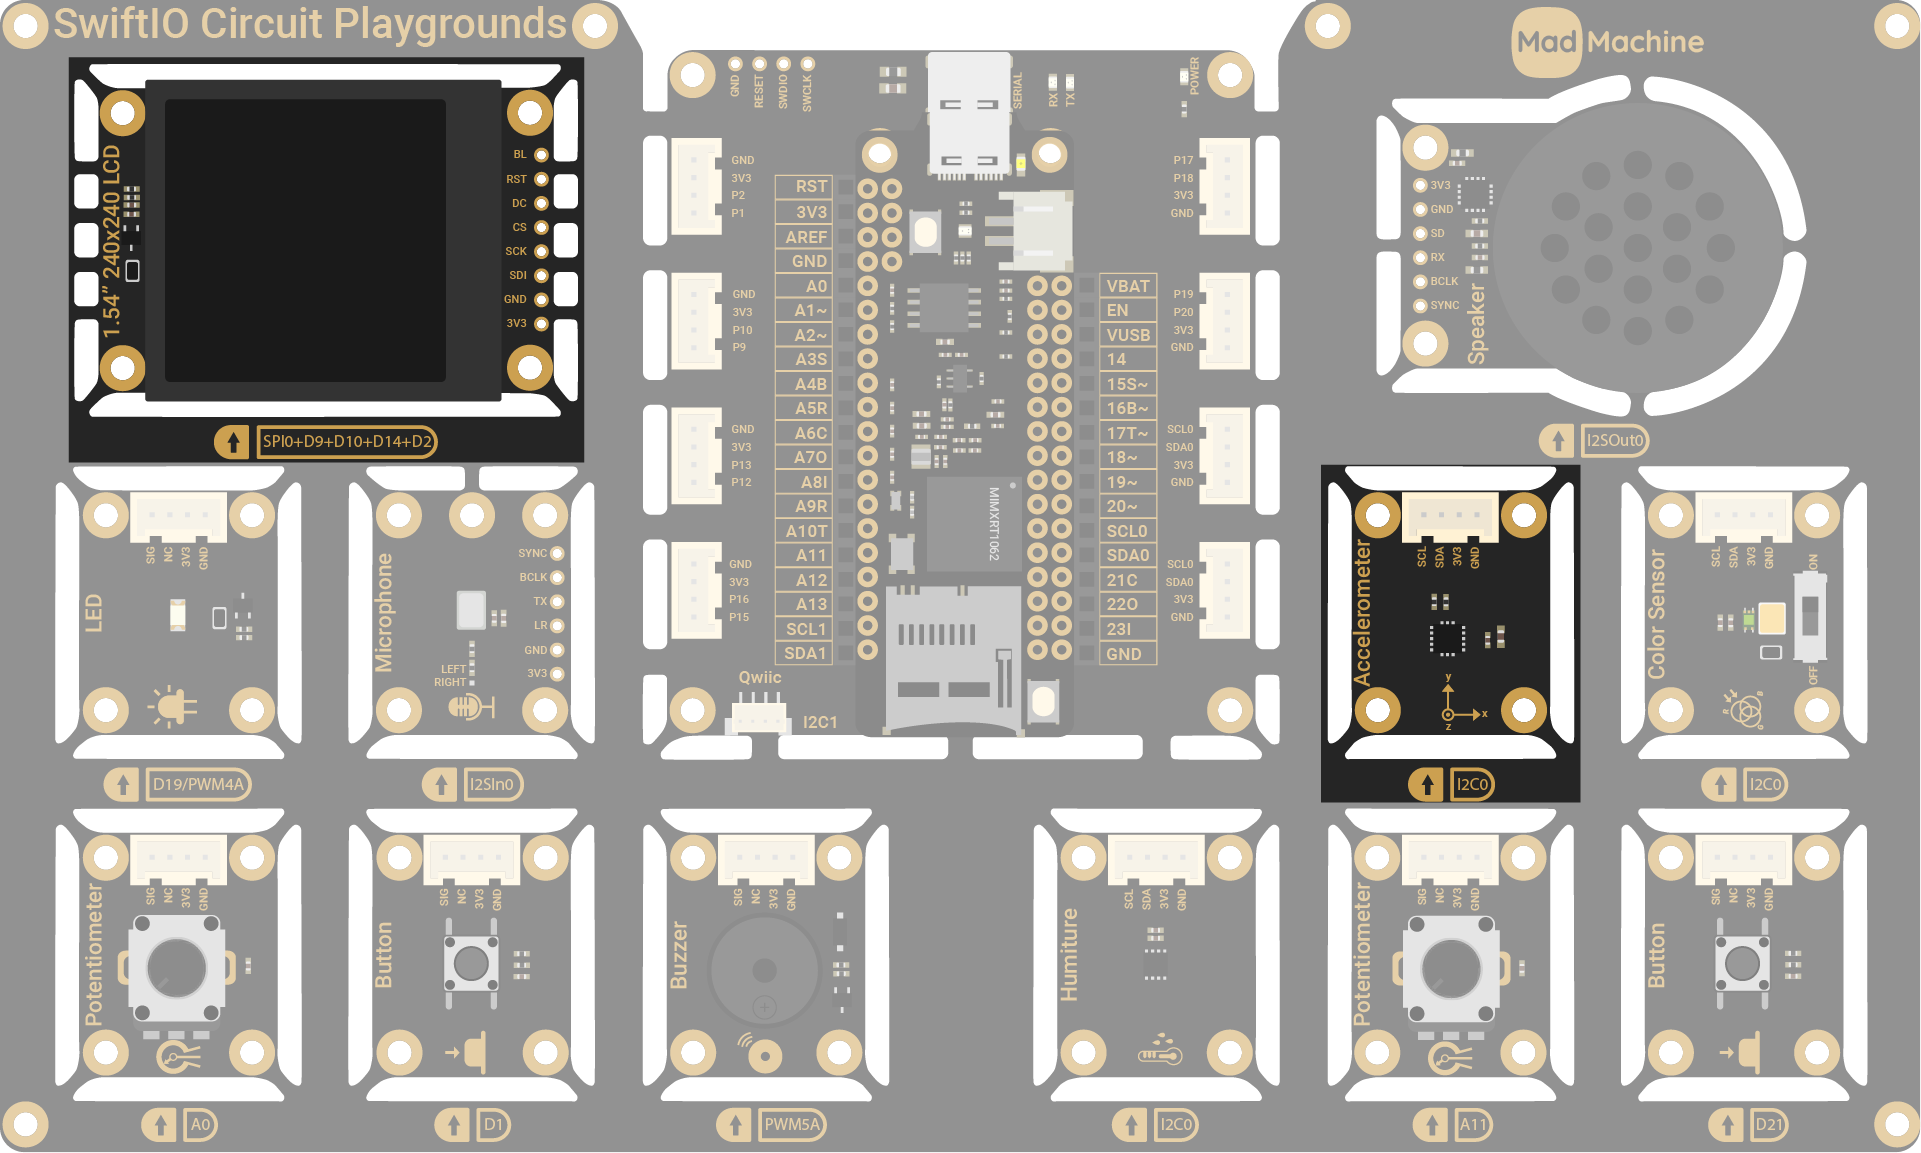 SwiftIO Circuit Playgrounds
Mad Machine
1.54” 240x240 LCD
BL
RST
DC
CS
SCK
SDI
GND
3V3
SPI0+D9+D10+D14+D2
GND
RESET
SWDIO
SWCLK
SERIAL
RX
TX
POWER
GND
3V3
P2
P1
GND
3V3
P10
P9
GND
3V3
P13
P12
GND
3V3
P16
P15
RST
3V3
AREF
GND
A0
A1~
A2~
A3S
A4B
A5R
A6C
A7O
A8I
A9R
A10T
A11
A12
A13
SCL1
SDA1
Qwiic
I2C1
MIMXRT1062
VBAT
EN
VUSB
14
15S~
16B~
17T~
18~
19~
20~
SCL0
SDA0
21C
22O
23I
GND
P17
P18
3V3
GND
P19
P20
3V3
GND
SCL0
SDA0
3V3
GND
SCL0
SDA0
3V3
GND
3V3
GND
SD
RX
BCLK
SYNC
Speaker
I2SOut0
SIG
NC
3V3
GND
LED
D19/PWM4A
Microphone
SYNC
BCLK
TX
LR
GND
3V3
LEFT
RIGHT
I2SIn0
SCL
SDA
3V3
GND
Accelerometer
y
x
z
I2C0
SCL
SDA
3V3
GND
Color Sensor
ON
OFF
R
B
G
I2C0
SIG
NC
3V3
GND
Potentiometer
A0
SIG
NC
3V3
GND
Button
D1
SIG
NC
3V3
GND
Buzzer
PWM5A
SCL
SDA
3V3
GND
Humiture
I2C0
SIG
NC
3V3
GND
Potentiometer
A11
SIG
NC
3V3
GND
Button
D21